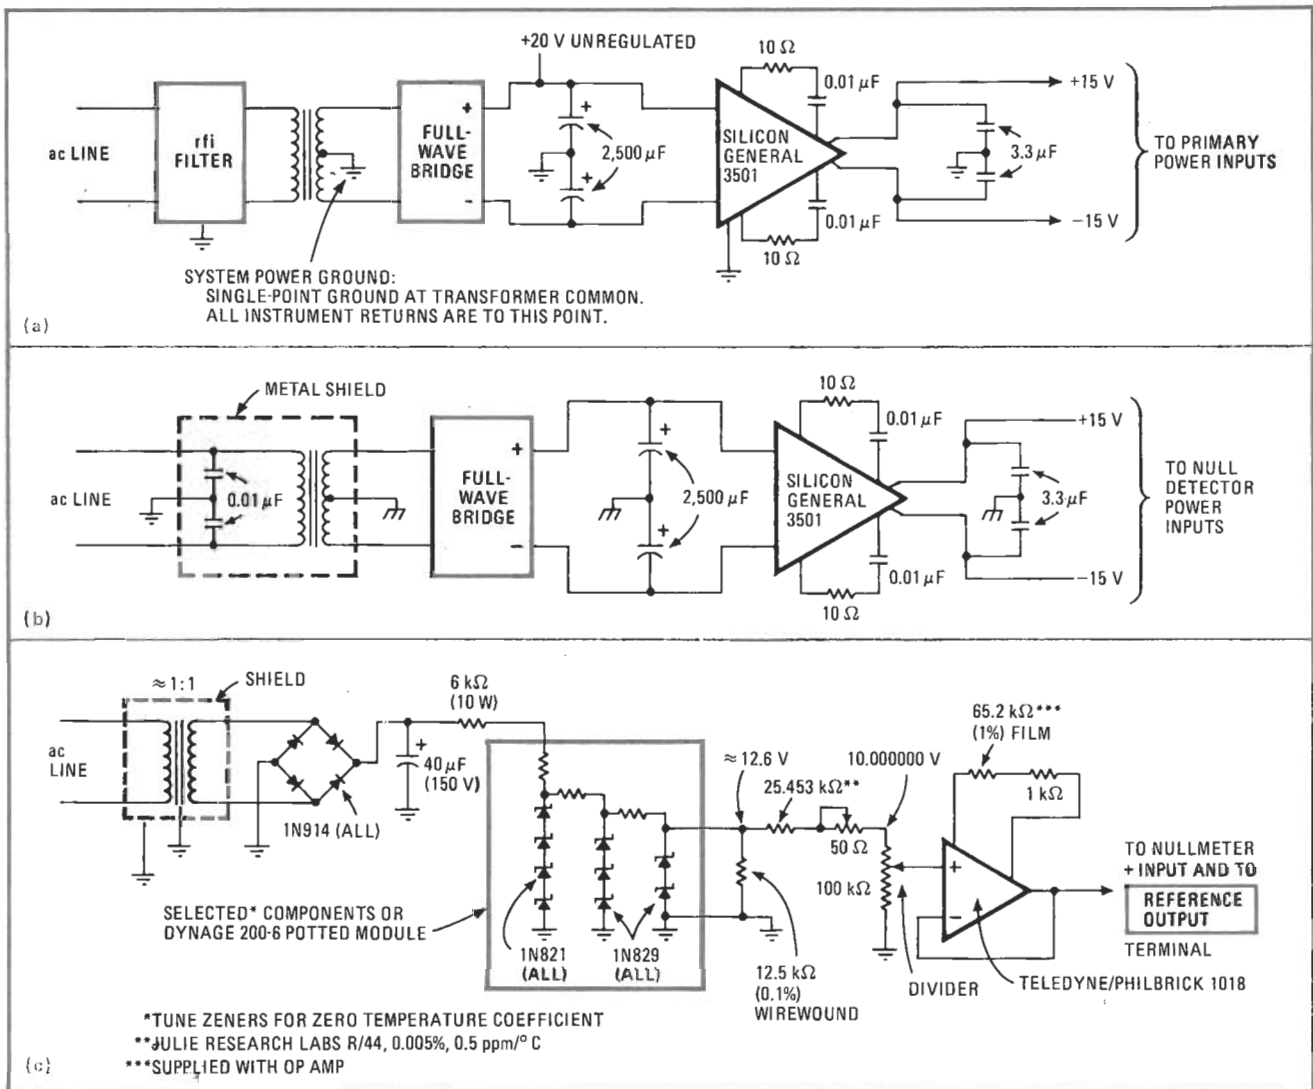 +20 V UNREGULATED
10 Ω
0.01 µF
+15 V
ac LINE
rfi
FILTER
FULL-
WAVE
BRIDGE
+
−
+
+
2,500 µF
SILICON
GENERAL
3501
3.3 µF
TO PRIMARY
POWER INPUTS
0.01 µF
10 Ω
−15 V
SYSTEM POWER GROUND:
SINGLE-POINT GROUND AT TRANSFORMER COMMON.
ALL INSTRUMENT RETURNS ARE TO THIS POINT.
(a)
METAL SHIELD
10 Ω
0.01 µF
+15 V
ac LINE
0.01 µF
FULL-
WAVE
BRIDGE
+
−
+
+
2,500 µF
SILICON
GENERAL
3501
3.3 µF
TO NULL
DETECTOR
POWER
INPUTS
0.01 µF
10 Ω
−15 V
(b)
≈ 1:1
SHIELD
ac
LINE
1N914 (ALL)
+
40 µF
(150 V)
6 kΩ
(10 W)
SELECTED* COMPONENTS OR
DYNAGE 200-6 POTTED MODULE
1N821
(ALL)
1N829
(ALL)
≈ 12.6 V
25.453 kΩ**
10.000000 V
50 Ω
100 kΩ
12.5 kΩ
(0.1%)
WIREWOUND
DIVIDER
65.2 kΩ***
(1%) FILM
1 kΩ
+
−
TELEDYNE/PHILBRICK 1018
TO NULLMETER
+ INPUT AND TO
REFERENCE
OUTPUT
TERMINAL
*TUNE ZENERS FOR ZERO TEMPERATURE COEFFICIENT
**JULIE RESEARCH LABS R/44, 0.005%, 0.5 ppm/° C
***SUPPLIED WITH OP AMP
(c)